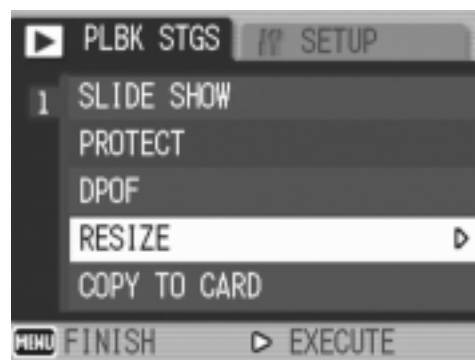 PLBK STGS SETUP
1 SLIDE SHOW
PROTECT
DPOF
RESIZE
COPY TO CARD
MENU FINISH EXECUTE